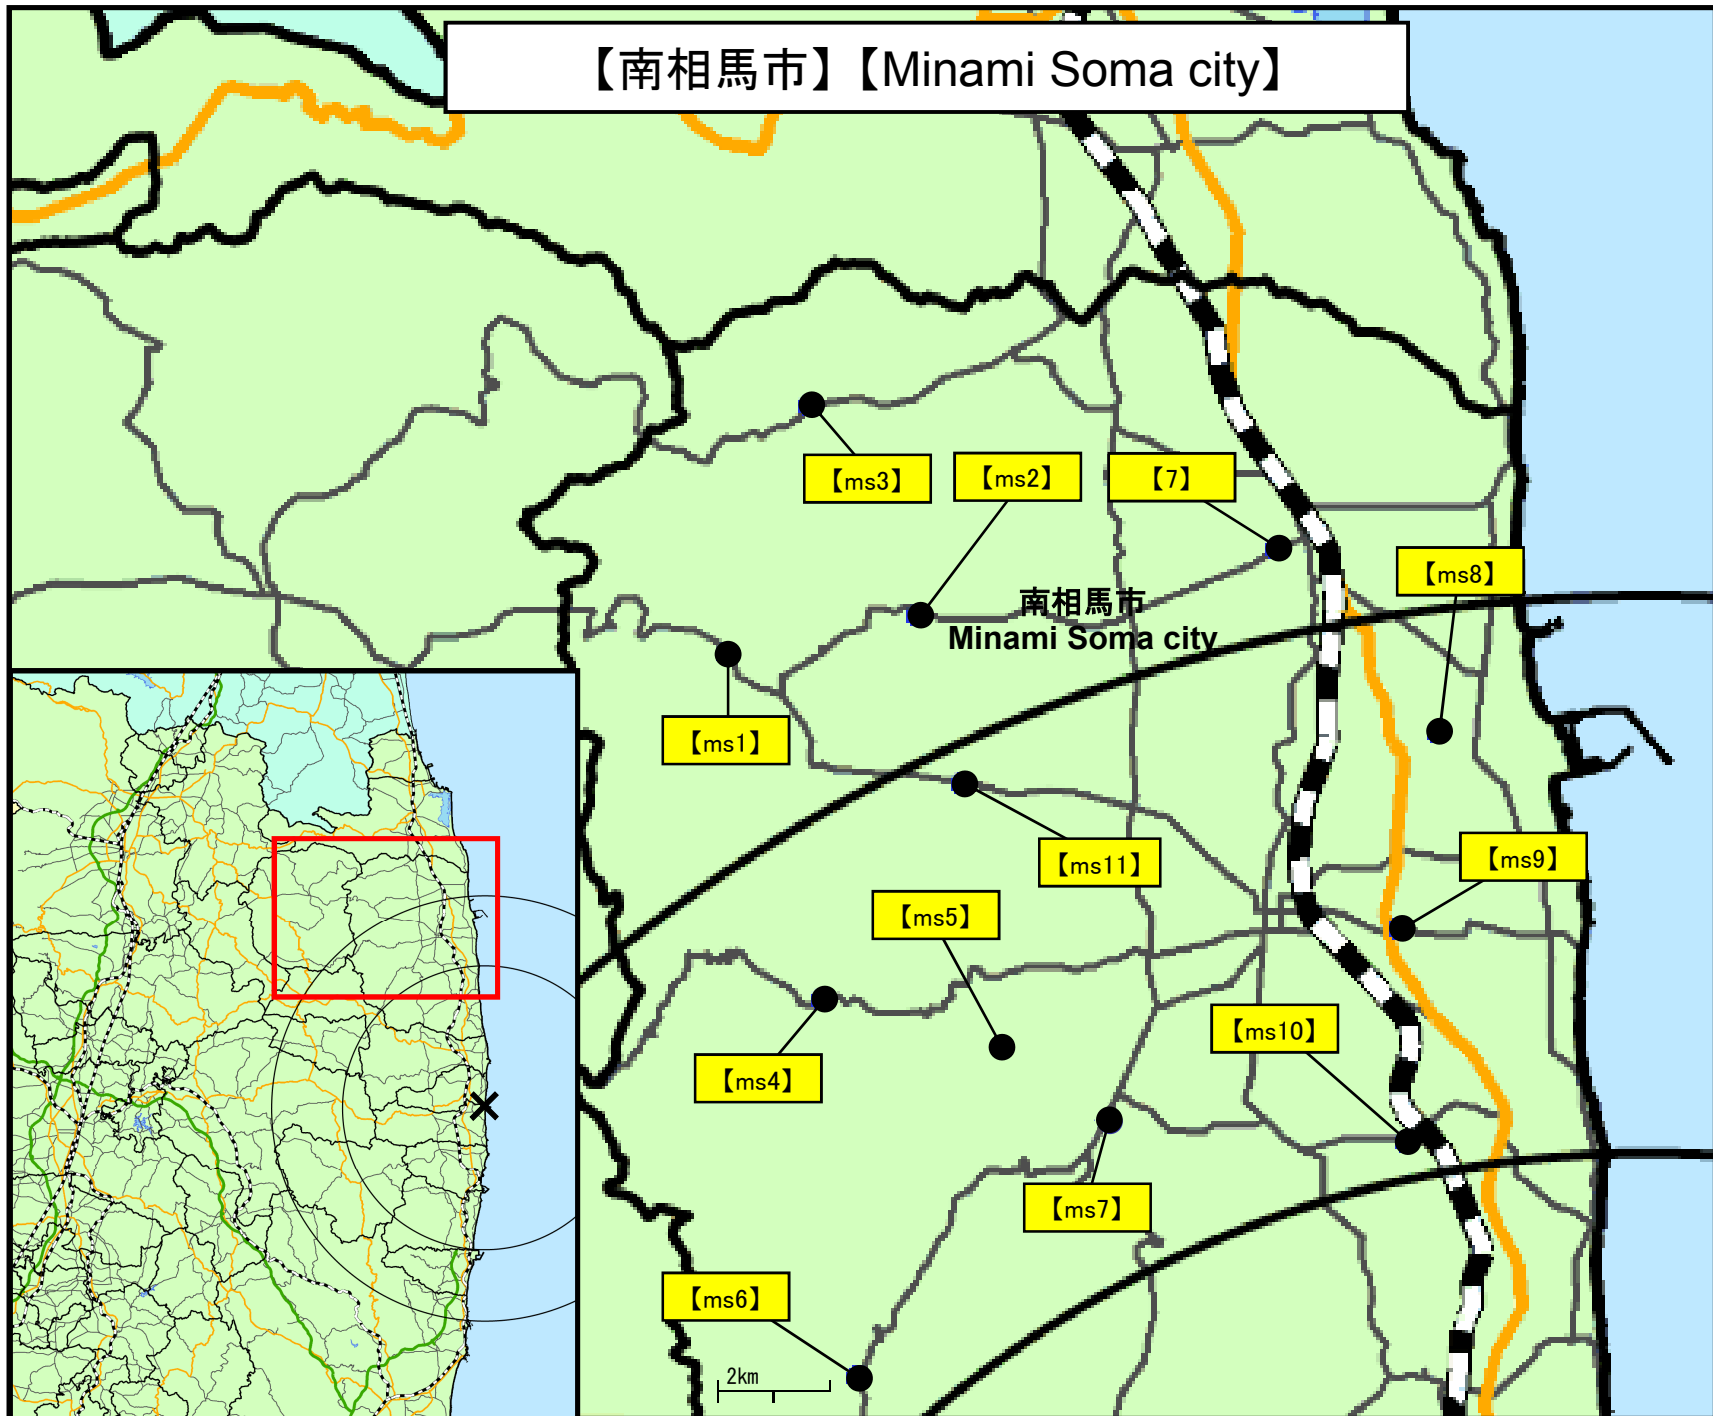 【南相馬市】【Minami Soma city】
【ms3】
【ms2】
【7】
【ms8】
南相馬市
Minami Soma city
【ms1】
【ms11】
【ms9】
【ms5】
【ms10】
【ms4】
【ms7】
【ms6】
2km